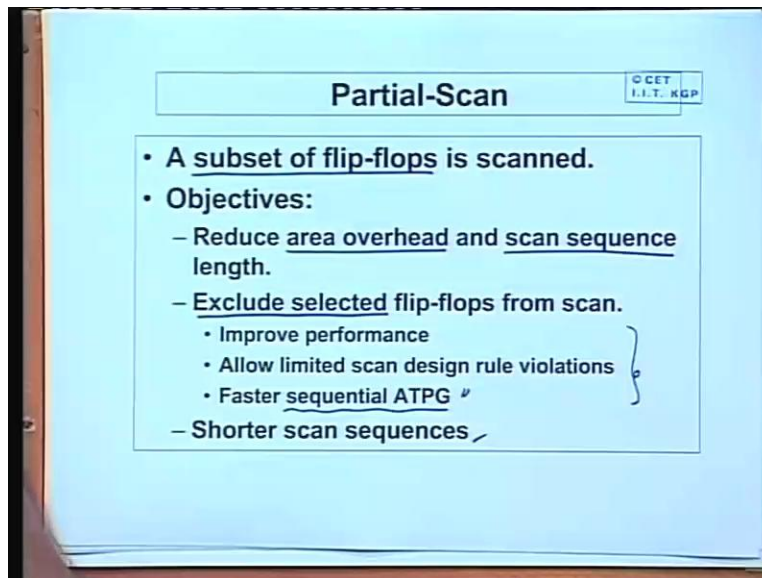 Partial-Scan
© CET
I.I.T. KGP
• A subset of flip-flops is scanned.
• Objectives:
– Reduce area overhead and scan sequence
length.
– Exclude selected flip-flops from scan.
• Improve performance
• Allow limited scan design rule violations
• Faster sequential ATPG
– Shorter scan sequences